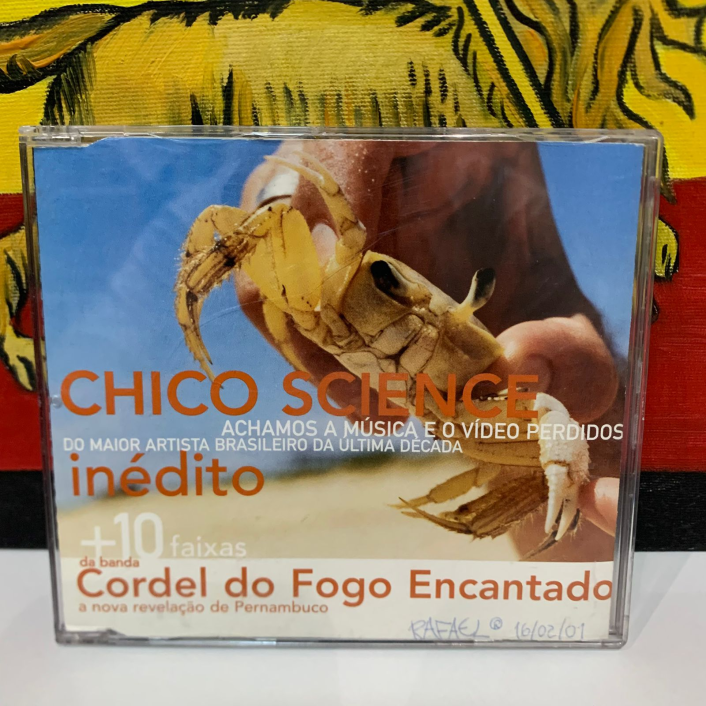 CHICO SCIENCE
ACHAMOS A MÚSICA E O VÍDEO PERDIDOS
DO MAIOR ARTISTA BRASILEIRO DA ÚLTIMA DÉCADA
inédito
+10 faixas
da banda
Cordel do Fogo Encantado
a nova revelação de Pernambuco
RAFAEL ® 16/02/01